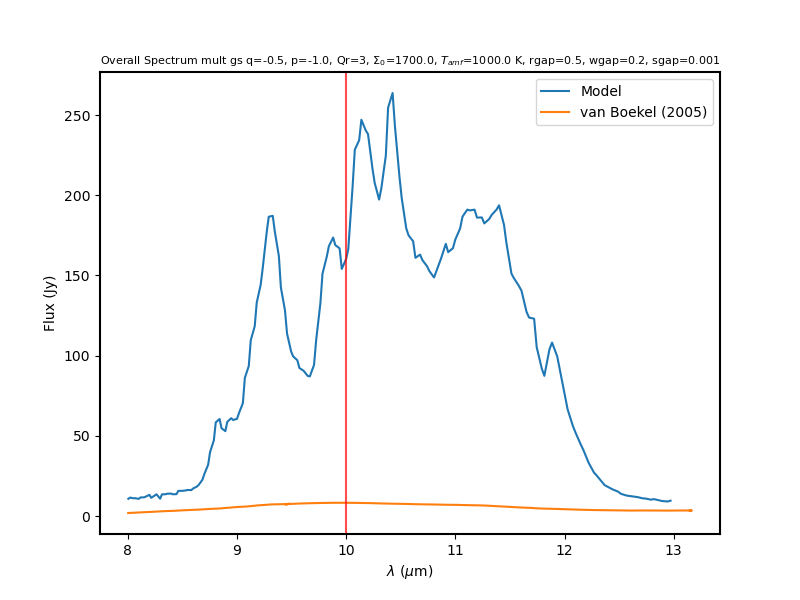 Overall Spectrum mult gs q=-0.5, p=-1.0, Qr=3, Σ₀=1700.0, T_amf=1000.0 K, rgap=0.5, wgap=0.2, sgap=0.001
Model
van Boekel (2005)
250
200
150
100
50
0
Flux (Jy)
8
9
10
11
12
13
λ (μm)